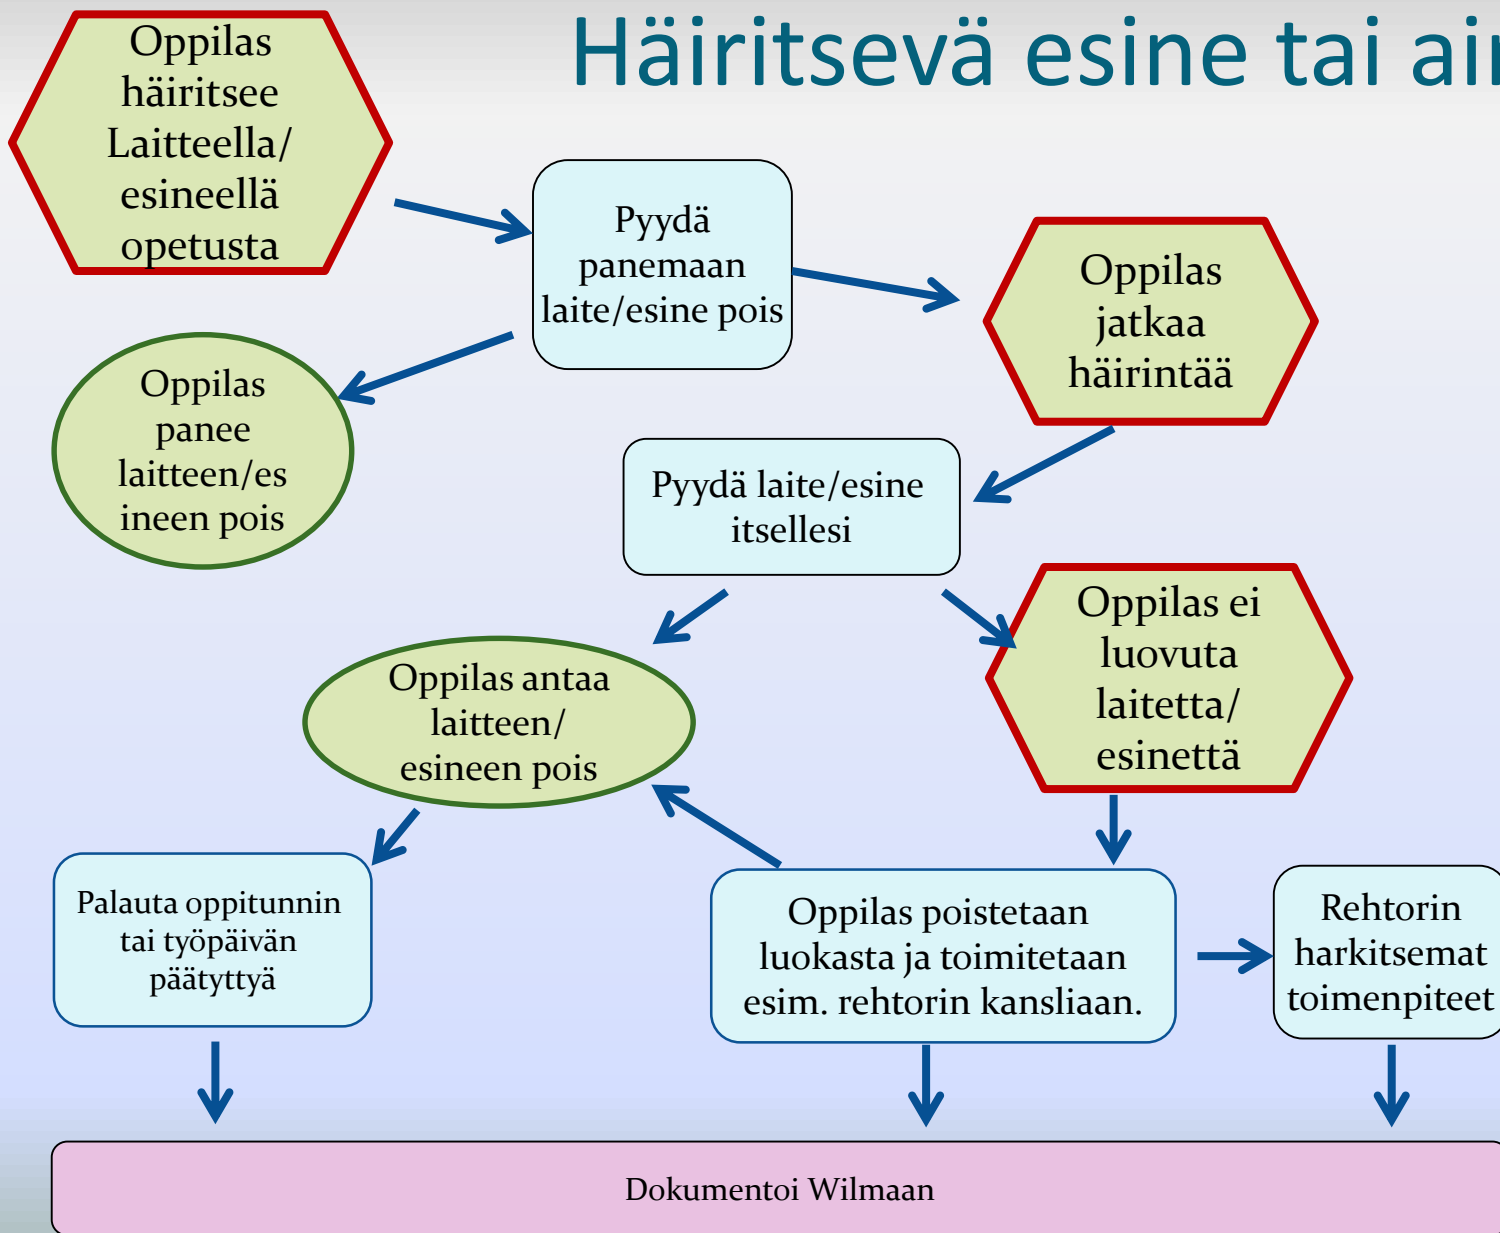 Häiritsevä esine tai
Oppilas
häiritsee
Laitteella/
esineellä
opetusta
Pyydä
panemaan
laite/esine pois
Oppilas
jatkaa
häirintää
Oppilas
panee
laitteen/es
ineen pois
Pyydä laite/esine
itsellesi
Oppilas ei
luovuta
laitetta/
esinettä
Oppilas antaa
laitteen/
esineen pois
Palauta oppitunnin
tai työpäivän
päätyttyä
Oppilas poistetaan
luokasta ja toimitetaan
esim. rehtorin kansliaan.
Rehtorin
harkitsemat
toimenpiteet
Dokumentoi Wilmaan